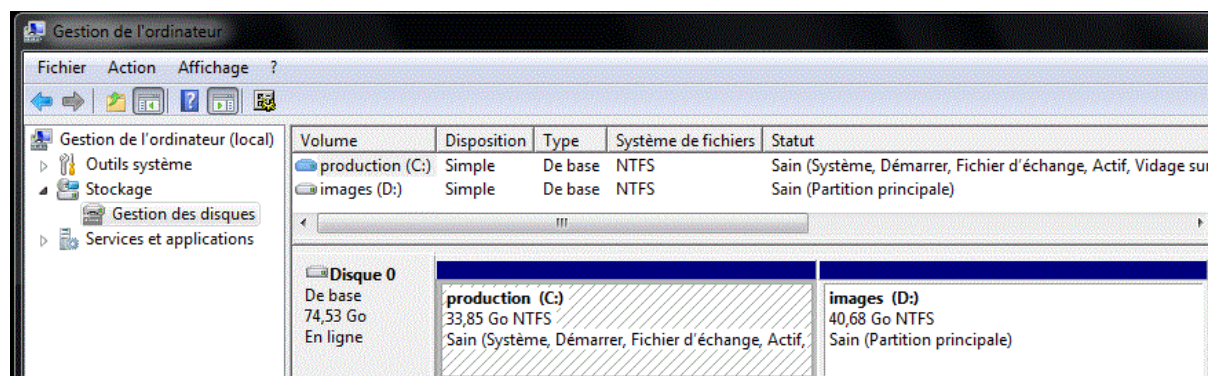 Gestion de l'ordinateur
Fichier Action Affichage ?
Gestion de l'ordinateur (local)
Outils système
Stockage
Gestion des disques
Services et applications
Volume Disposition Type Système de fichiers Statut
production (C:) Simple De base NTFS Sain (Système, Démarrer, Fichier d'échange, Actif, Vidage sur
images (D:) Simple De base NTFS Sain (Partition principale)
Disque 0
De base
74,53 Go
En ligne
production (C:)
33,85 Go NTFS
Sain (Système, Démarrer, Fichier d'échange, Actif,
images (D:)
40,68 Go NTFS
Sain (Partition principale)